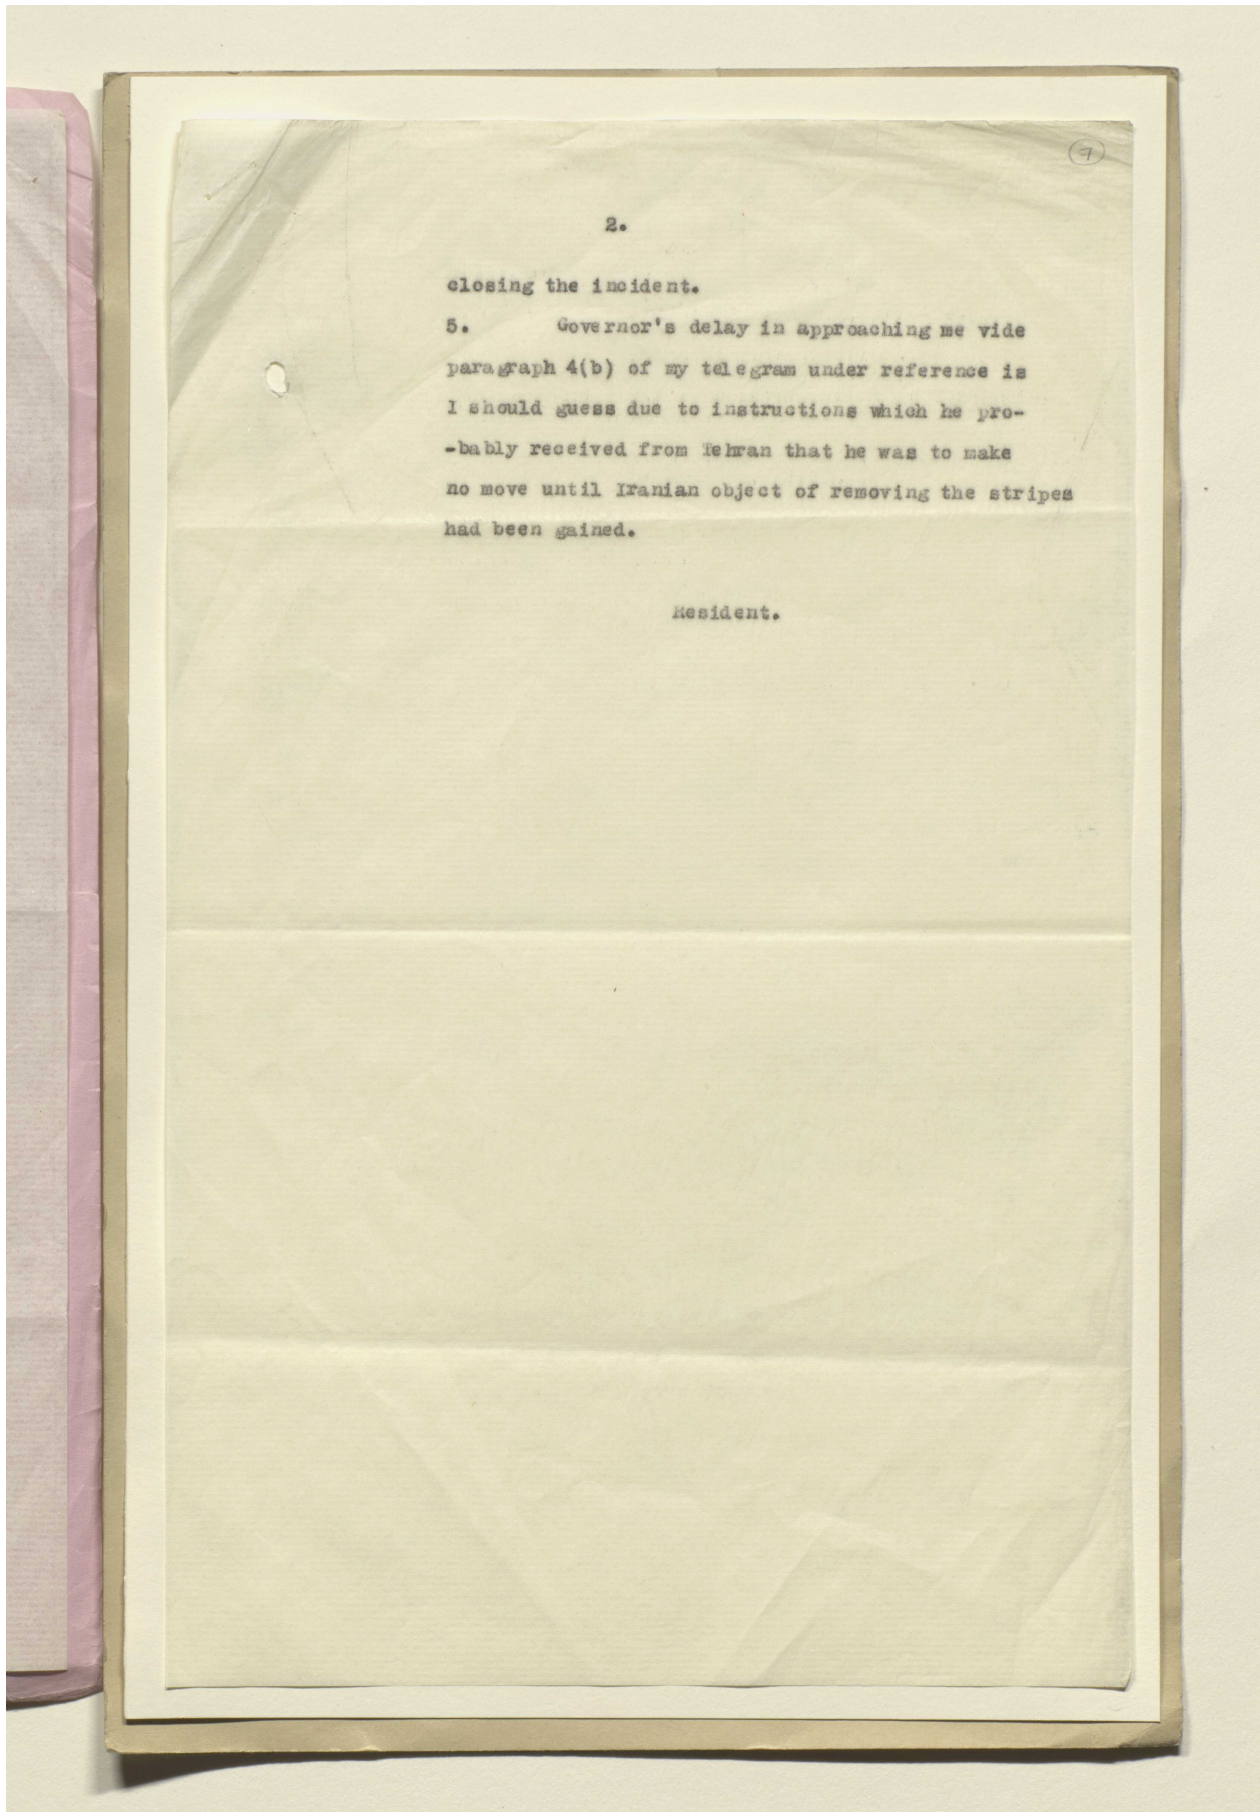 7
2.
closing the incident.
5. Governor's delay in approaching me vide
paragraph 4(b) of my telegram under reference is
I should guess due to instructions which he pro-
-bably received from Tehran that he was to make
no move until Iranian object of removing the stripes
had been gained.
Resident.